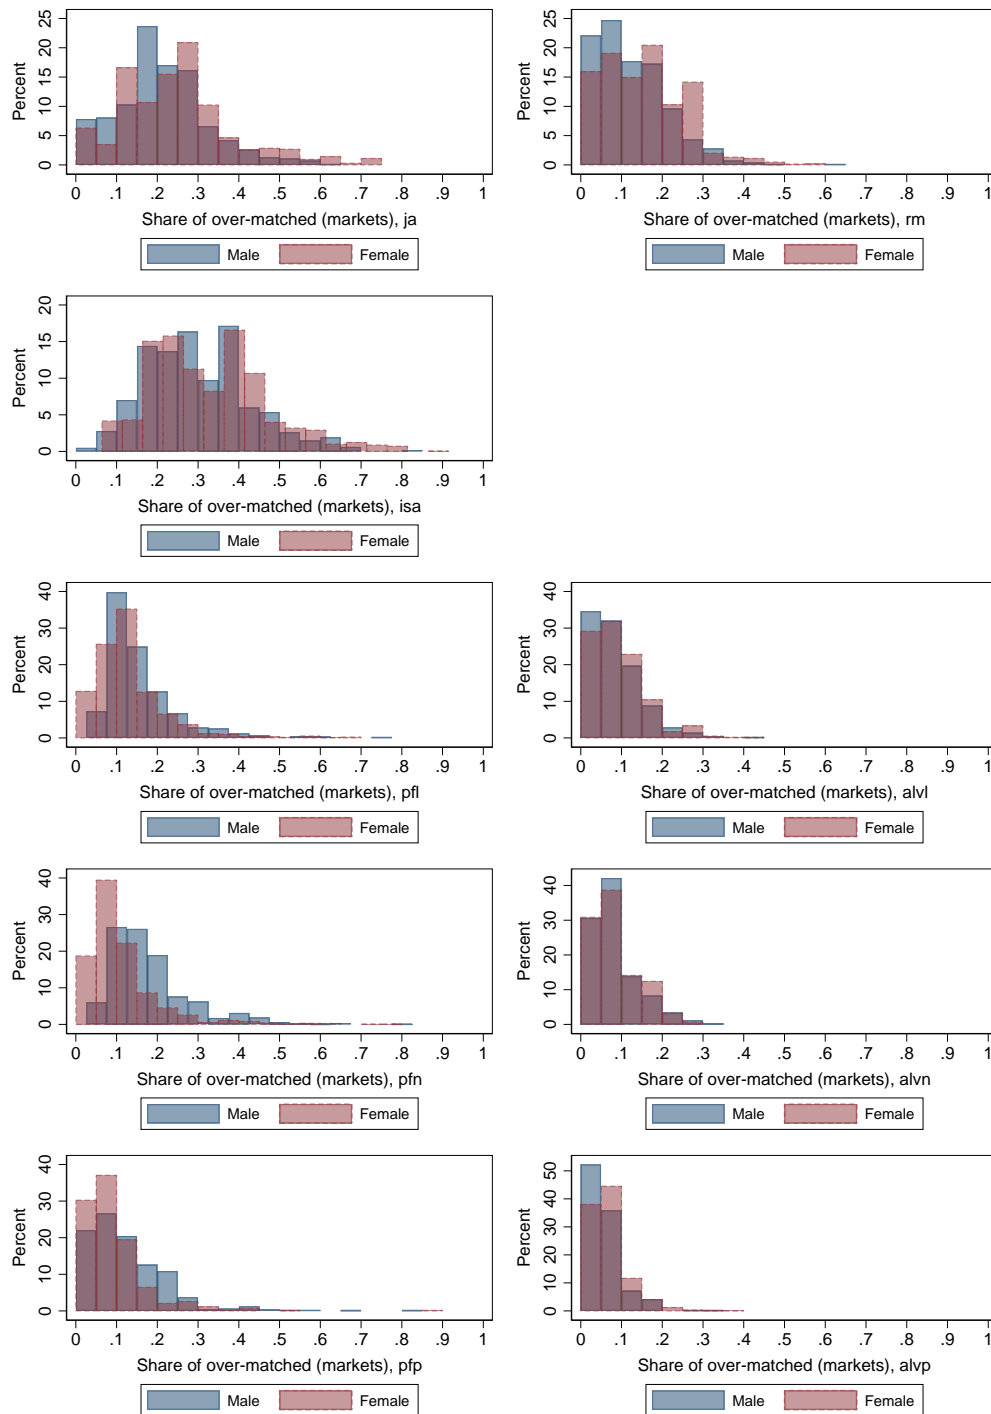 25
20
15
10
5
0
Percent
0 .1 .2 .3 .4 .5 .6 .7 .8 .9 1
Share of over-matched (markets), ja
Male Female
25
20
15
10
5
0
Percent
0 .1 .2 .3 .4 .5 .6 .7 .8 .9 1
Share of over-matched (markets), rm
Male Female
20
15
10
5
0
Percent
0 .1 .2 .3 .4 .5 .6 .7 .8 .9 1
Share of over-matched (markets), isa
Male Female
40
30
20
10
0
Percent
0 .1 .2 .3 .4 .5 .6 .7 .8 .9 1
Share of over-matched (markets), pfl
Male Female
40
30
20
10
0
Percent
0 .1 .2 .3 .4 .5 .6 .7 .8 .9 1
Share of over-matched (markets), alvl
Male Female
40
30
20
10
0
Percent
0 .1 .2 .3 .4 .5 .6 .7 .8 .9 1
Share of over-matched (markets), pfn
Male Female
40
30
20
10
0
Percent
0 .1 .2 .3 .4 .5 .6 .7 .8 .9 1
Share of over-matched (markets), alvn
Male Female
40
30
20
10
0
Percent
0 .1 .2 .3 .4 .5 .6 .7 .8 .9 1
Share of over-matched (markets), pfp
Male Female
50
40
30
20
10
0
Percent
0 .1 .2 .3 .4 .5 .6 .7 .8 .9 1
Share of over-matched (markets), alvp
Male Female